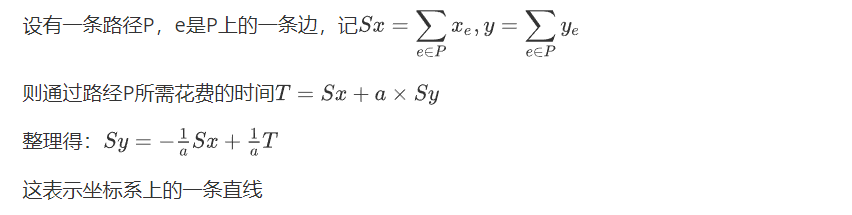 设有一条路径P，e是P上的一条边，记Sx = ∑_{e∈P} x_e, y = ∑_{e∈P} y_e
则通过路经P所需花费的时间T = Sx + a × Sy
整理得：Sy = −\frac{1}{a}Sx + \frac{1}{a}T
这表示坐标系上的一条直线